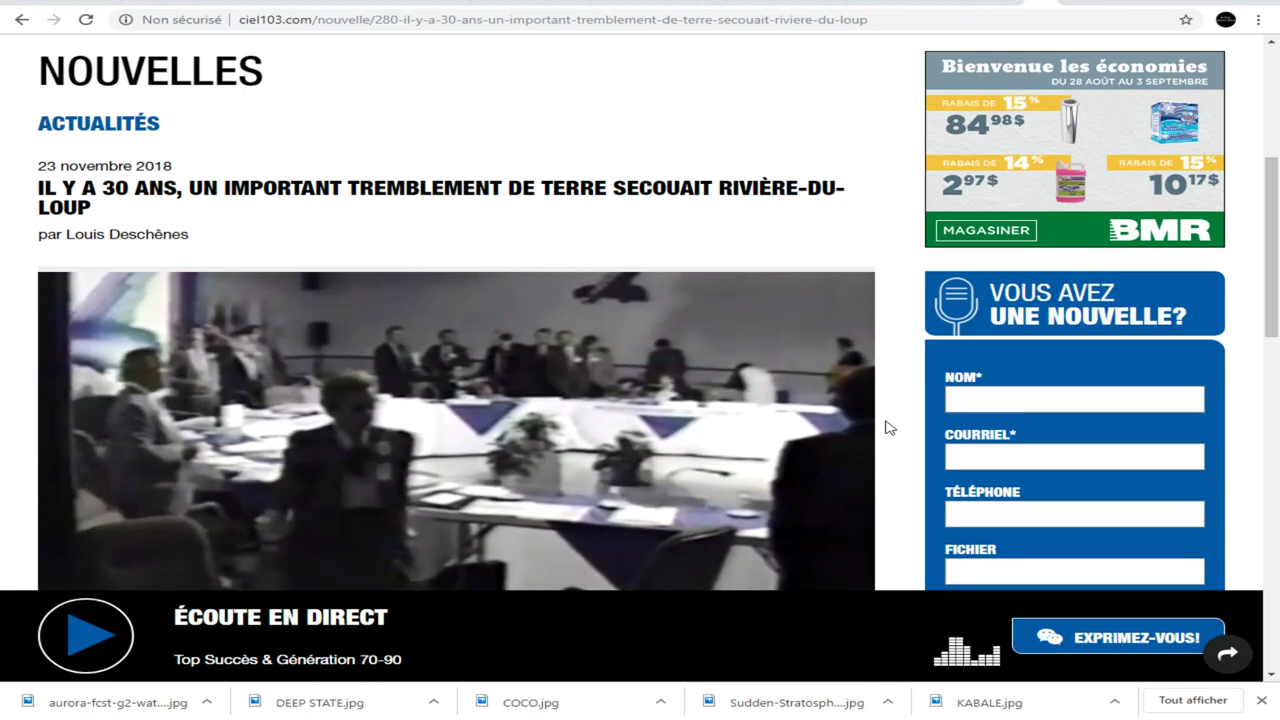 Non sécurisé | ciel103.com/nouvelle/280-il-y-a-30-ans-un-important-tremblement-de-terre-secouait-riviere-du-loup
NOUVELLES
ACTUALITÉS
23 novembre 2018
IL Y A 30 ANS, UN IMPORTANT TREMBLEMENT DE TERRE SECOUAIT RIVIÈRE-DU-
LOUP
par Louis Deschênes
Bienvenue les économies
DU 28 AOÛT AU 3 SEPTEMBRE
RABAIS DE 15%
84 98$
RABAIS DE 14%
2 97$
RABAIS DE 15%
10 17$
MAGASINER
BMR
VOUS AVEZ
UNE NOUVELLE?
NOM*
COURRIEL*
TÉLÉPHONE
FICHIER
ÉCOUTE EN DIRECT
Top Succès & Génération 70-90
EXPRIMEZ-VOUS!
aurora-fcst-g2-wat....jpg
DEEP STATE.jpg
COCO.jpg
Sudden-Stratosph....jpg
KABALE.jpg
Tout afficher